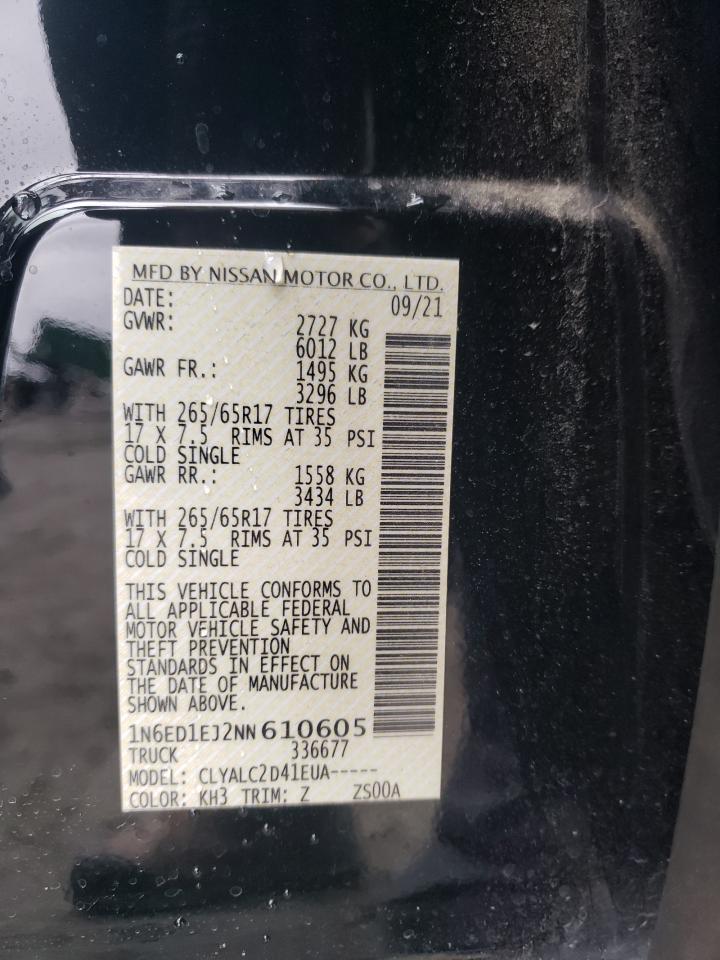 MFD BY NISSAN MOTOR CO., LTD.
DATE: 09/21
GVWR: 2727 KG
6012 LB
GAWR FR.: 1495 KG
3296 LB
WITH 265/65R17 TIRES
17 X 7.5 RIMS AT 35 PSI
COLD SINGLE
GAWR RR.: 1558 KG
3434 LB
WITH 265/65R17 TIRES
17 X 7.5 RIMS AT 35 PSI
COLD SINGLE
THIS VEHICLE CONFORMS TO
ALL APPLICABLE FEDERAL
MOTOR VEHICLE SAFETY AND
THEFT PREVENTION
STANDARDS IN EFFECT ON
THE DATE OF MANUFACTURE
SHOWN ABOVE.
1N6ED1EJ2NN610605
TRUCK 336677
MODEL: CLYALC2D41EUA-----
COLOR: KH3 TRIM: Z ZS00A